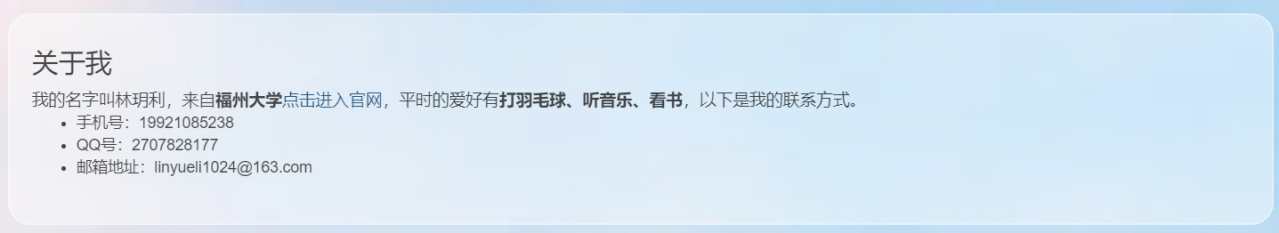 关于我
我的名字叫林玥利，来自福州大学点击进入官网，平时的爱好有打羽毛球、听音乐、看书，以下是我的联系方式。
手机号：19921085238
QQ号：2707828177
邮箱地址：linyueli1024@163.com